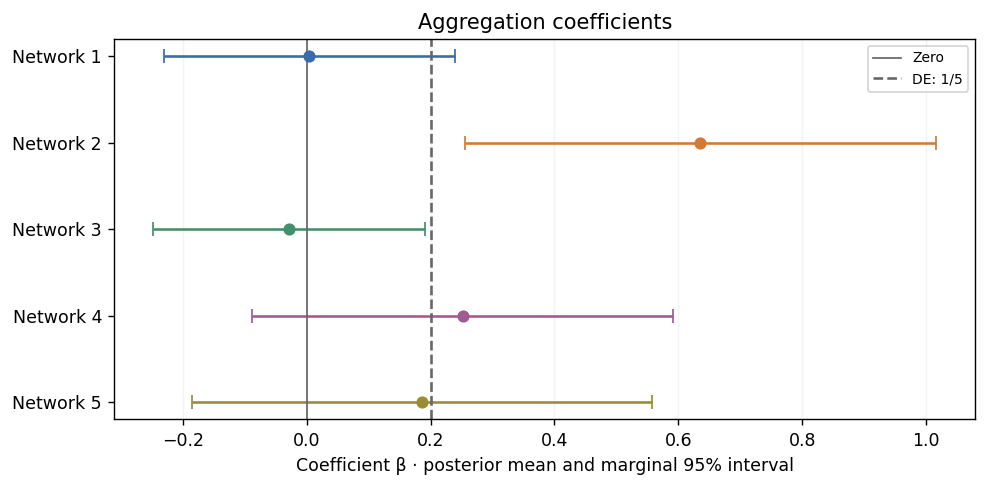 Aggregation coefficients
Network 1
Network 2
Network 3
Network 4
Network 5
Zero
DE: 1/5
−0.2 0.0 0.2 0.4 0.6 0.8 1.0
Coefficient β · posterior mean and marginal 95% interval